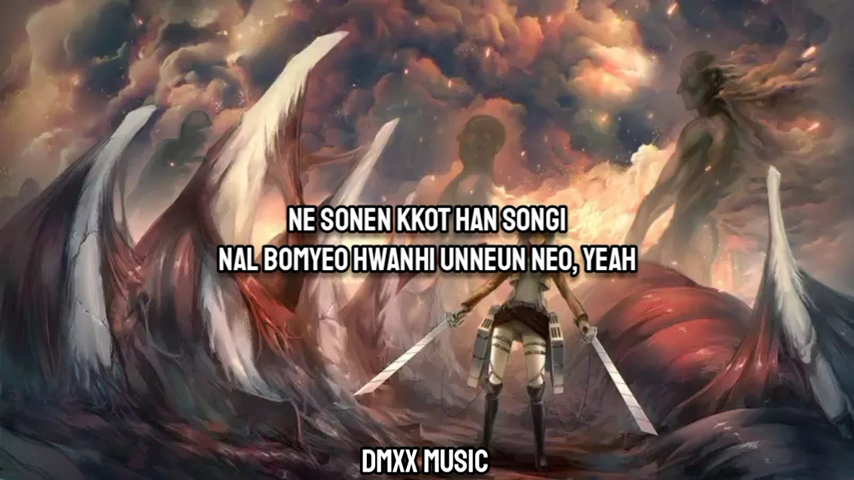 NE SONEN KKOT HAN SONGI
NAL BOMYEO HWANHI UNNEUN NEO, YEAH
DMXX MUSIC